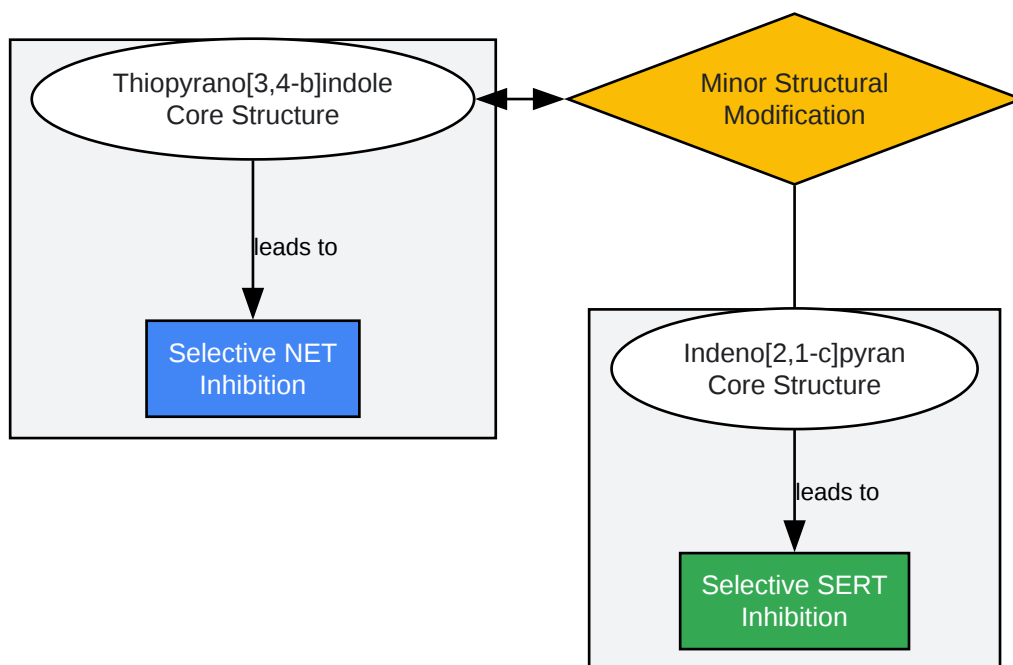 Thiopyrano[3,4-b]indole
Core Structure
Minor Structural
Modification
leads to
Selective NET
Inhibition
Indeno[2,1-c]pyran
Core Structure
leads to
Selective SERT
Inhibition